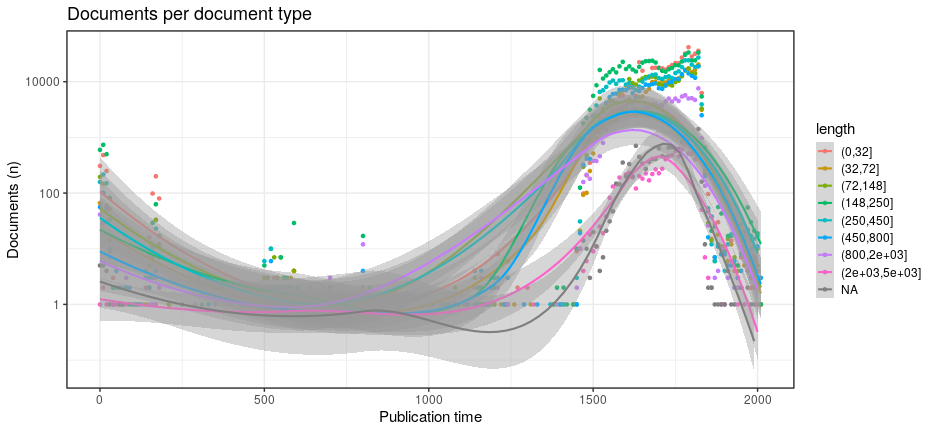 Documents per document type
Documents (n)
10000
100
1
0
500
1000
1500
2000
Publication time
length
(0,32]
(32,72]
(72,148]
(148,250]
(250,450]
(450,800]
(800,2e+03]
(2e+03,5e+03]
NA